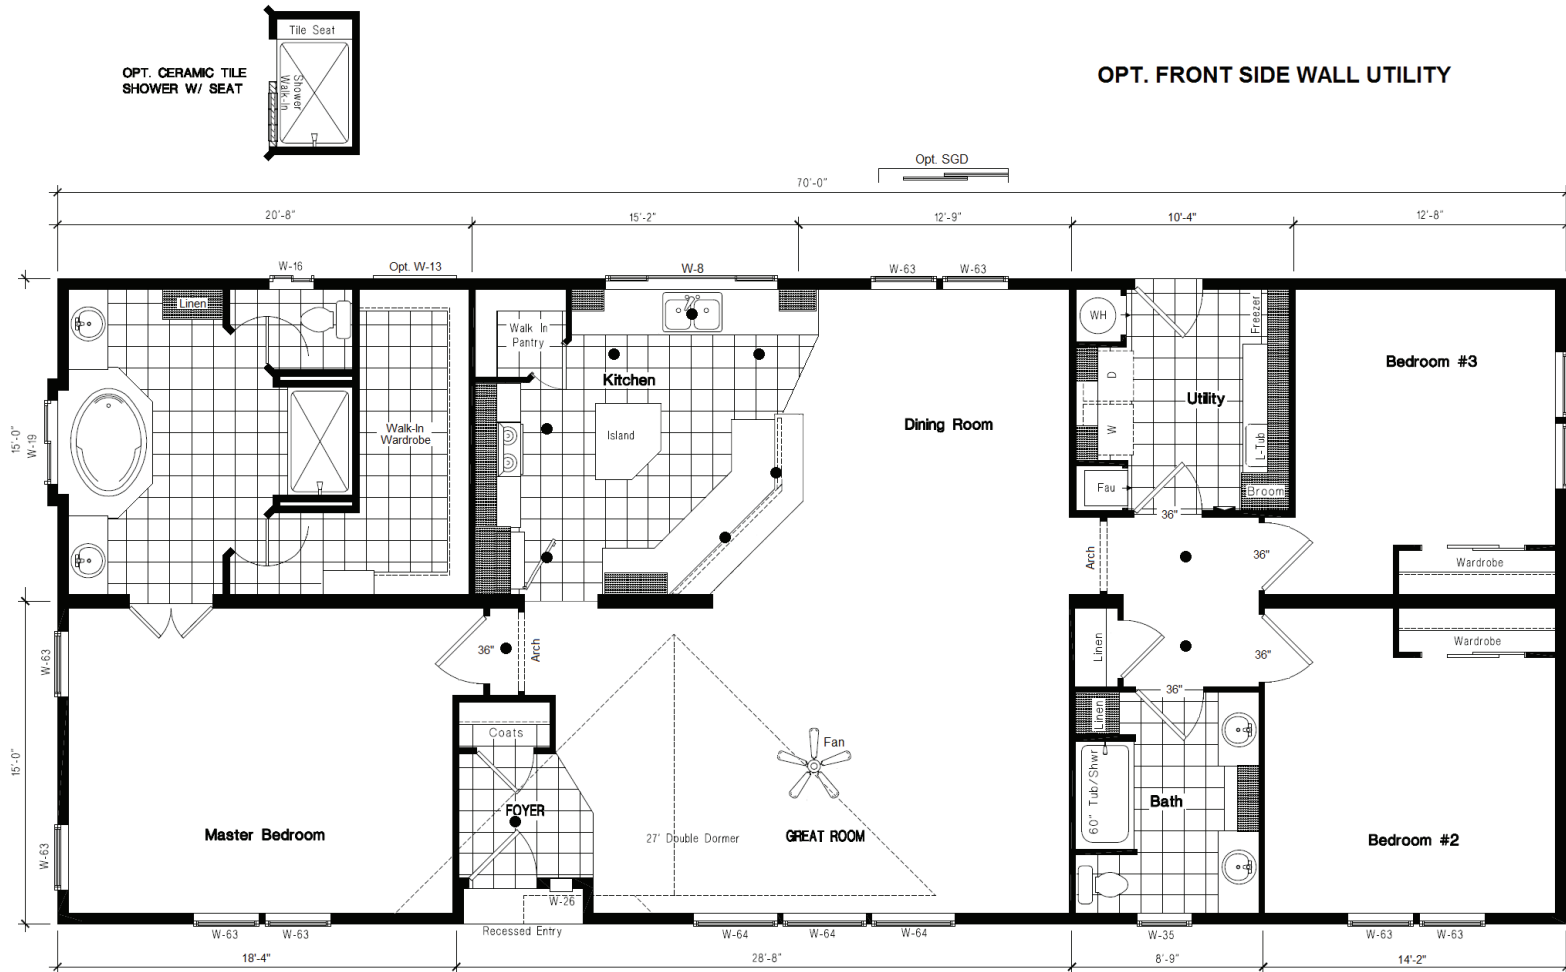 Tile Seat
OPT. CERAMIC TILE
SHOWER W/ SEAT
Walk-In
Shower
OPT. FRONT SIDE WALL UTILITY
Opt. SGD
70'-0"
20'-8"
15'-2"
12'-9"
10'-4"
12'-8"
W-16
Opt. W-13
W-8
W-63
W-63
Linen
Walk In
Pantry
WH
Freezer
Kitchen
Bedroom #3
D
Utility
Dining Room
Island
Walk-In
Wardrobe
15'-0"
W-19
W
L-Tub
Fau
Broom
36"
Arch
36"
Wardrobe
Wardrobe
36"
Arch
Linen
36"
W-63
36"
Linen
Coats
Fan
15'-0"
60" Tub/Shwr
Bath
FOYER
Master Bedroom
27' Double Dormer
GREAT ROOM
Bedroom #2
W-63
W-26
Recessed Entry
W-63
W-63
W-64
W-64
W-64
W-35
W-63
W-63
18'-4"
28'-8"
8'-9"
14'-2"